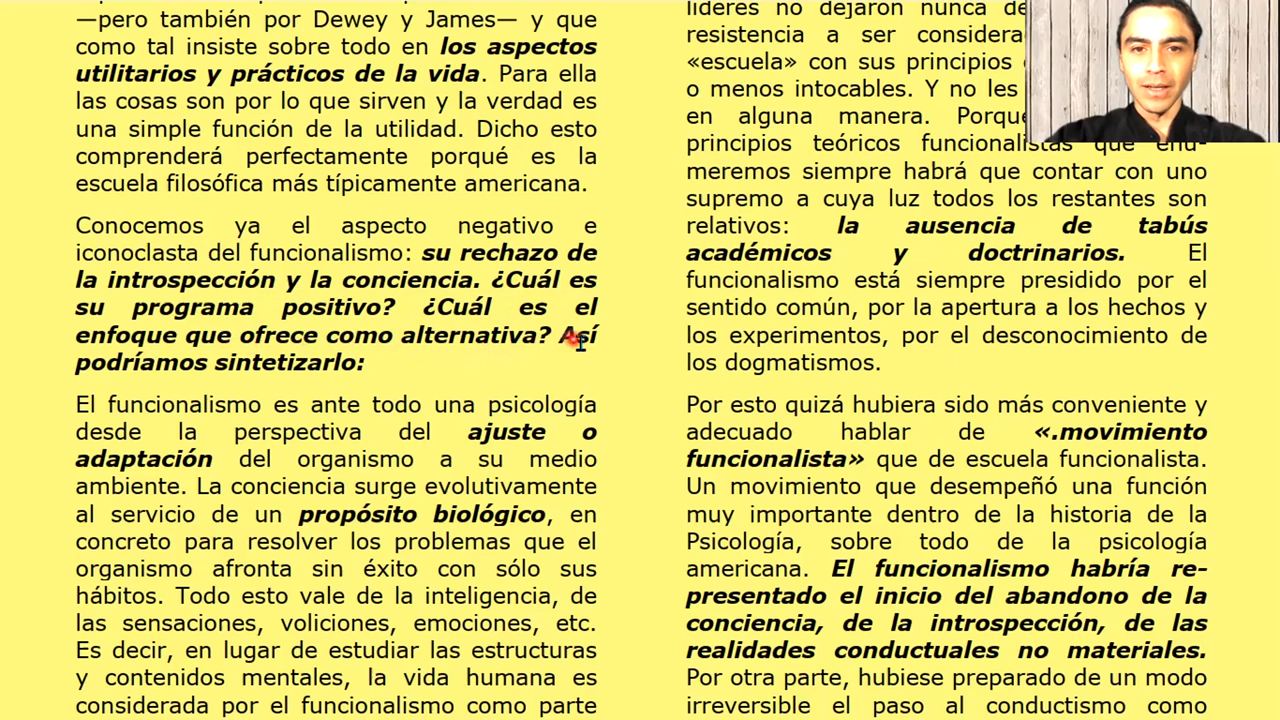 —pero también por Dewey y James— y que
como tal insiste sobre todo en los aspectos
utilitarios y prácticos de la vida. Para ella
las cosas son por lo que sirven y la verdad es
una simple función de la utilidad. Dicho esto
comprenderá perfectamente porqué es la
escuela filosófica más típicamente americana.
Conocemos ya el aspecto negativo e
iconoclasta del funcionalismo: su rechazo de
la introspección y la conciencia. ¿Cuál es
su programa positivo? ¿Cuál es el
enfoque que ofrece como alternativa? Así
podríamos sintetizarlo:
El funcionalismo es ante todo una psicología
desde la perspectiva del ajuste o
adaptación del organismo a su medio
ambiente. La conciencia surge evolutivamente
al servicio de un propósito biológico, en
concreto para resolver los problemas que el
organismo afronta sin éxito con sólo sus
hábitos. Todo esto vale de la inteligencia, de
las sensaciones, voliciones, emociones, etc.
Es decir, en lugar de estudiar las estructuras
y contenidos mentales, la vida humana es
considerada por el funcionalismo como parte
líderes no dejaron nunca de
resistencia a ser
«escuela» con sus principios
o menos intocables. Y no les
en alguna manera.
principios teóricos funcionalistas que enu-
meremos siempre habrá que contar con uno
supremo a cuya luz todos los restantes son
relativos: la ausencia de tabús
académicos y doctrinarios. El
funcionalismo está siempre presidido por el
sentido común, por la apertura a los hechos y
los experimentos, por el desconocimiento de
los dogmatismos.
Por esto quizá hubiera sido más conveniente y
adecuado hablar de «.movimiento
funcionalista» que de escuela funcionalista.
Un movimiento que desempeñó una función
muy importante dentro de la historia de la
Psicología, sobre todo de la psicología
americana. El funcionalismo habría re-
presentado el inicio del abandono de la
conciencia, de la introspección, de las
realidades conductuales no materiales.
Por otra parte, hubiese preparado de un modo
irreversible el paso al conductismo como